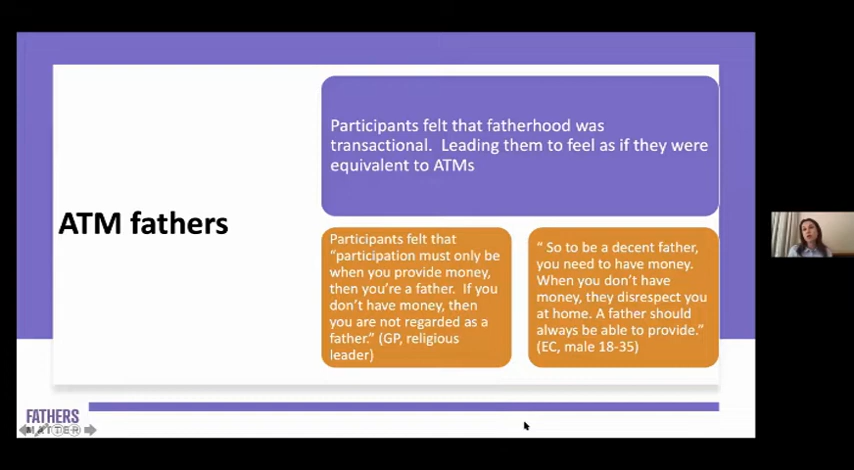 Participants felt that fatherhood was
transactional. Leading them to feel as if they were
equivalent to ATMs
ATM fathers
Participants felt that
“participation must only be
when you provide money,
then you’re a father. If you
don’t have money, then
you are not regarded as a
father.” (GP, religious
leader)
“ So to be a decent father,
you need to have money.
When you don’t have
money, they disrespect you
at home. A father should
always be able to provide.”
(EC, male 18-35)
FATHERS
MATTER